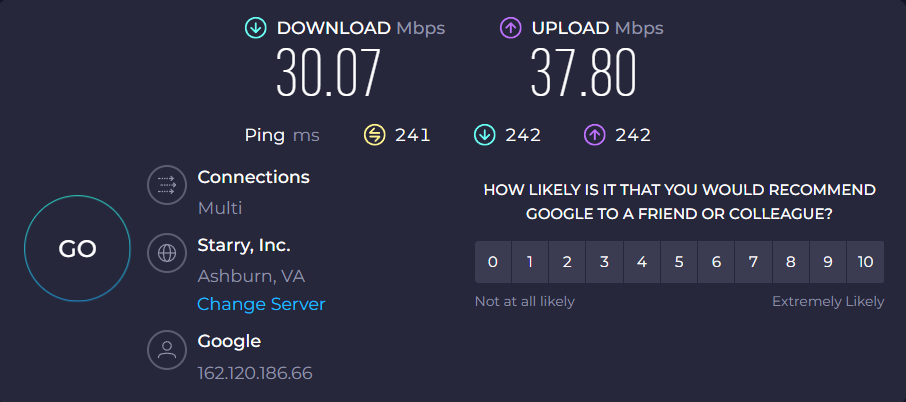 DOWNLOAD Mbps
30.07
UPLOAD Mbps
37.80
Ping ms 241 242 242
GO
Connections
Multi
Starry, Inc.
Ashburn, VA
Change Server
Google
162.120.186.66
HOW LIKELY IS IT THAT YOU WOULD RECOMMEND
GOOGLE TO A FRIEND OR COLLEAGUE?
0 1 2 3 4 5 6 7 8 9 10
Not at all likely Extremely Likely